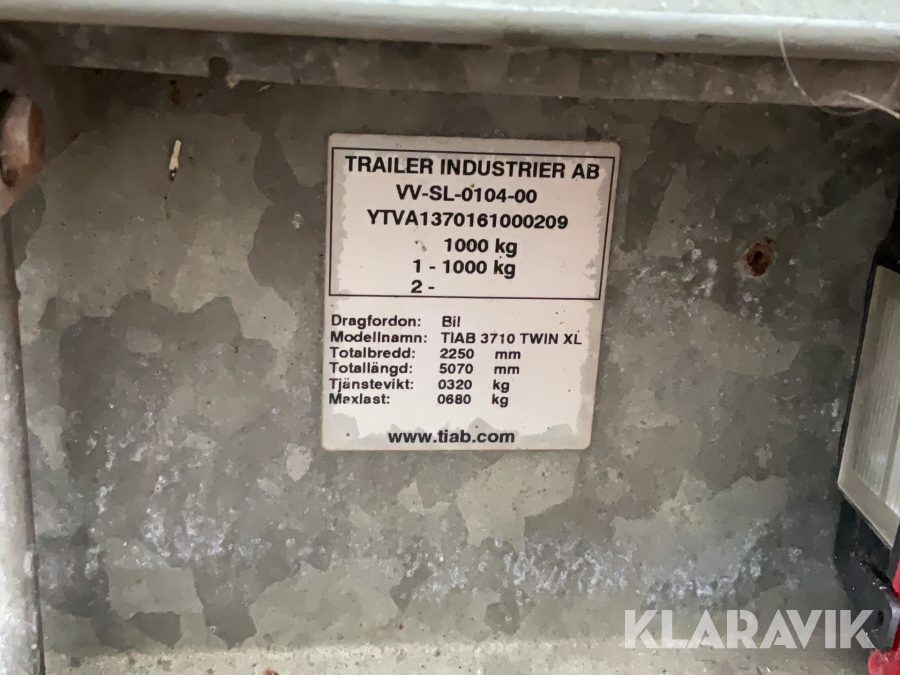 TRAILER INDUSTRIER AB
VV-SL-0104-00
YTVA1370161000209
1000 kg
1 - 1000 kg
2 -
Dragfordon: Bil
Modellnamn: TIAB 3710 TWIN XL
Totalbredd: 2250 mm
Totallängd: 5070 mm
Tjänstevikt: 0320 kg
Maxlast: 0680 kg
www.tiab.com
KLARAVIK